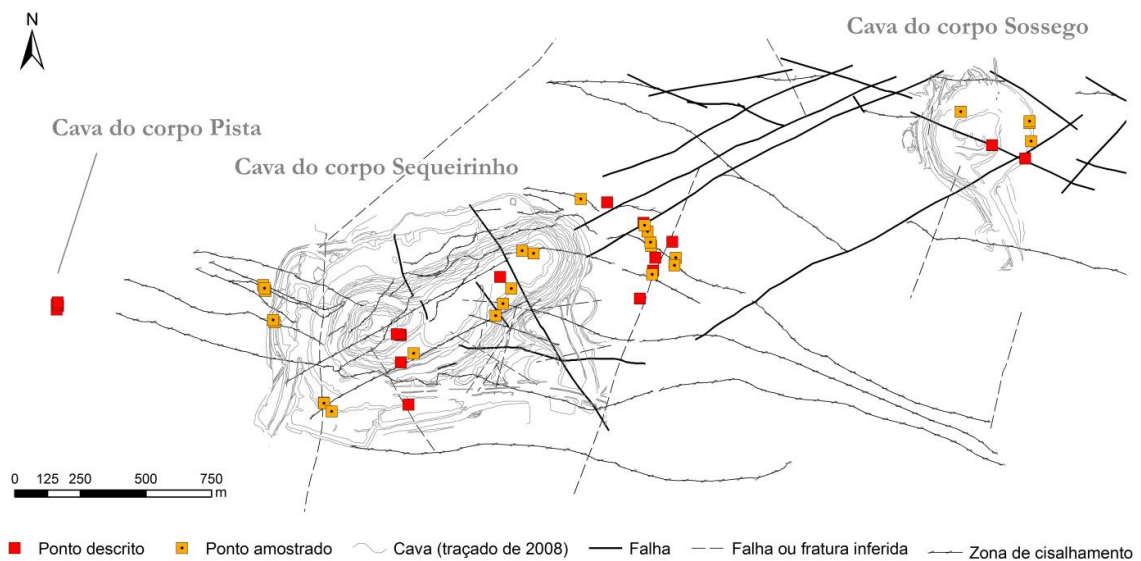 N
Cava do corpo Sossego
Cava do corpo Pista
Cava do corpo Sequeirinho
0 125 250 500 750
m
Ponto descrito Ponto amostrado Cava (traçado de 2008) Falha Falha ou fratura inferida Zona de cisalhamento